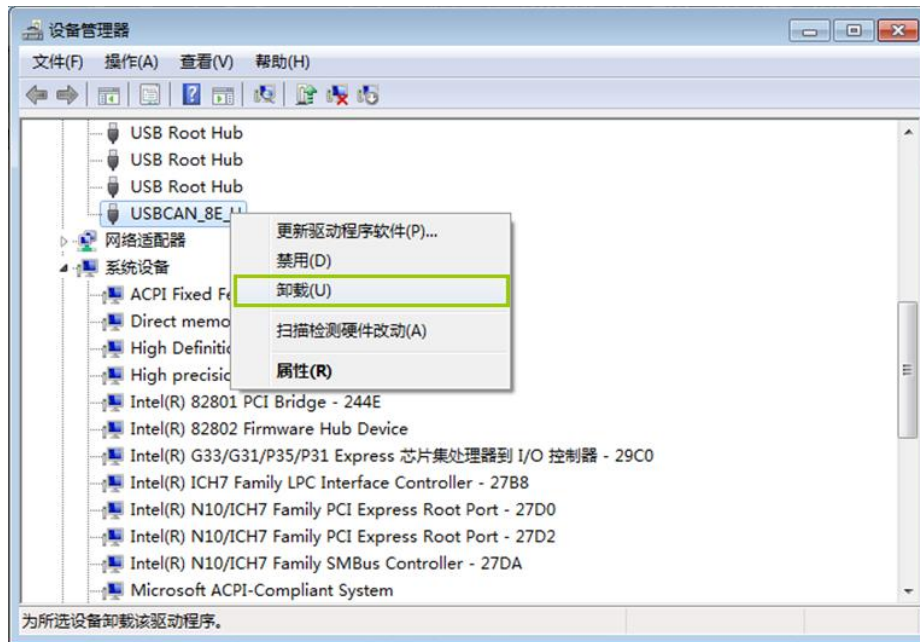 设备管理器
文件(F) 操作(A) 查看(V) 帮助(H)
USB Root Hub
USB Root Hub
USB Root Hub
USBCAN_8E_U
更新驱动程序软件(P)...
禁用(D)
卸载(U)
扫描检测硬件改动(A)
属性(R)
网络适配器
系统设备
ACPI Fixed Fe
Direct memo
High Definitio
High precisio
Intel(R) 82801 PCI Bridge - 244E
Intel(R) 82802 Firmware Hub Device
Intel(R) G33/G31/P35/P31 Express 芯片集处理器到 I/O 控制器 - 29C0
Intel(R) ICH7 Family LPC Interface Controller - 27B8
Intel(R) N10/ICH7 Family PCI Express Root Port - 27D0
Intel(R) N10/ICH7 Family PCI Express Root Port - 27D2
Intel(R) N10/ICH7 Family SMBus Controller - 27DA
Microsoft ACPI-Compliant System
为所选设备卸载该驱动程序。